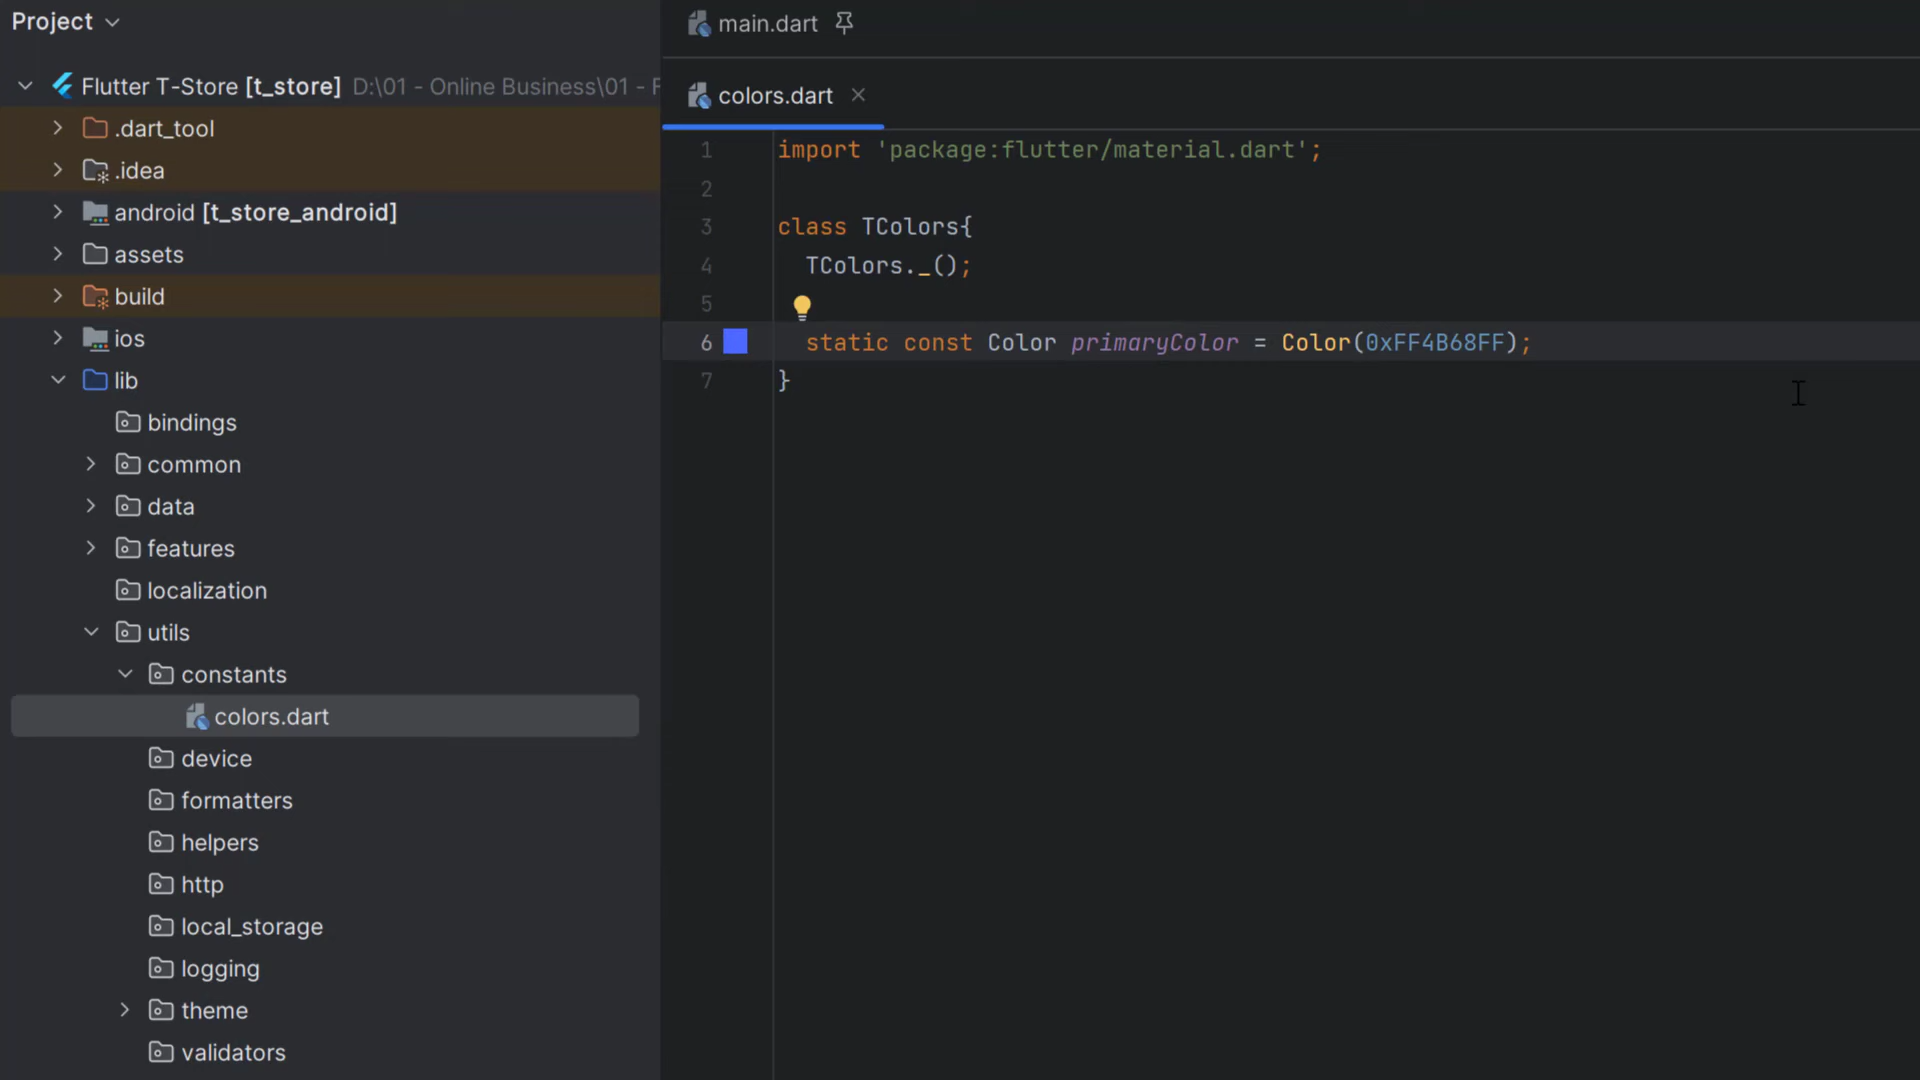 Project
Flutter T-Store [t_store] D:\01 - Online Business\01 -
.dart_tool
.idea
android [t_store_android]
assets
build
ios
lib
bindings
common
data
features
localization
utils
constants
colors.dart
device
formatters
helpers
http
local_storage
logging
theme
validators
main.dart
colors.dart
1 import 'package:flutter/material.dart';
2
3 class TColors{
4 TColors._();
5
6 static const Color primaryColor = Color(0xFF4B68FF);
7 }